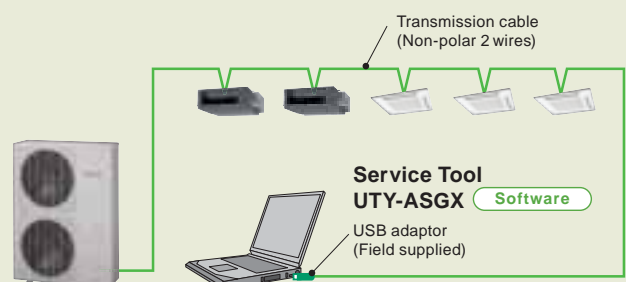 Transmission cable
(Non-polar 2 wires)
Service Tool
UTY-ASGX Software
USB adaptor
(Field supplied)